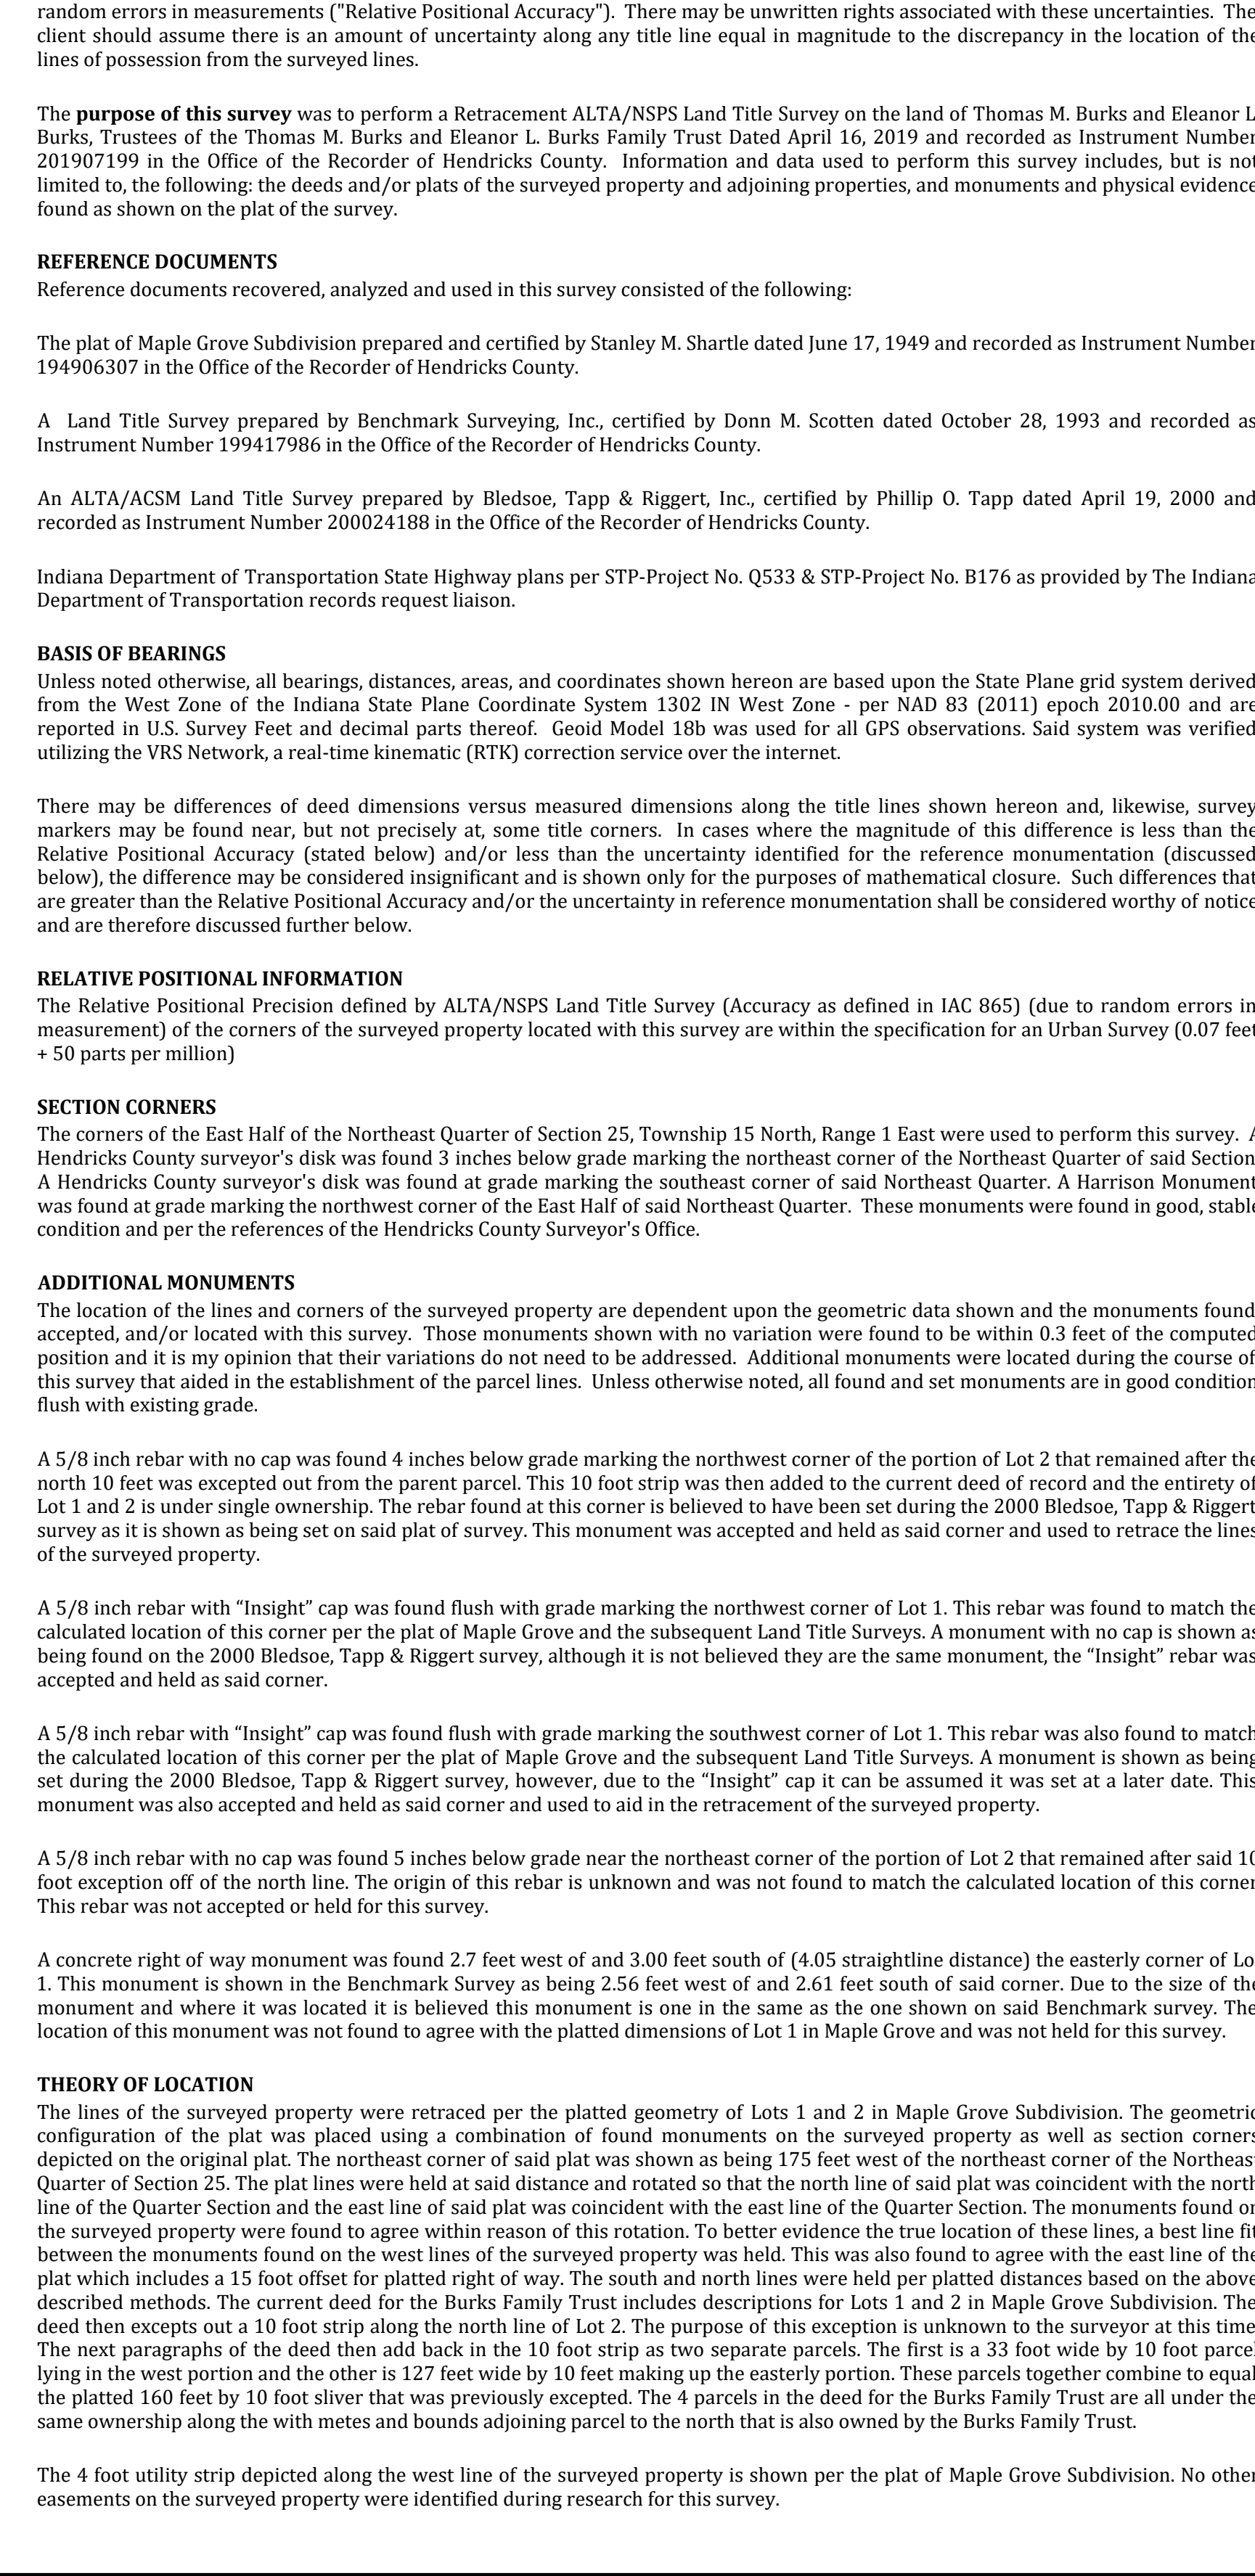 random errors in measurements ("Relative Positional Accuracy"). There may be unwritten rights associated with these uncertainties. The
client should assume there is an amount of uncertainty along any title line equal in magnitude to the discrepancy in the location of the
lines of possession from the surveyed lines.
The purpose of this survey was to perform a Retracement ALTA/NSPS Land Title Survey on the land of Thomas M. Burks and Eleanor L
Burks, Trustees of the Thomas M. Burks and Eleanor L. Burks Family Trust Dated April 16, 2019 and recorded as Instrument Number
201907199 in the Office of the Recorder of Hendricks County. Information and data used to perform this survey includes, but is not
limited to, the following: the deeds and/or plats of the surveyed property and adjoining properties, and monuments and physical evidence
found as shown on the plat of the survey.
REFERENCE DOCUMENTS
Reference documents recovered, analyzed and used in this survey consisted of the following:
The plat of Maple Grove Subdivision prepared and certified by Stanley M. Shartle dated June 17, 1949 and recorded as Instrument Number
194906307 in the Office of the Recorder of Hendricks County.
A Land Title Survey prepared by Benchmark Surveying, Inc., certified by Donn M. Scotten dated October 28, 1993 and recorded as
Instrument Number 199417986 in the Office of the Recorder of Hendricks County.
An ALTA/ACSM Land Title Survey prepared by Bledsoe, Tapp & Riggert, Inc., certified by Phillip O. Tapp dated April 19, 2000 and
recorded as Instrument Number 200024188 in the Office of the Recorder of Hendricks County.
Indiana Department of Transportation State Highway plans per STP-Project No. Q533 & STP-Project No. B176 as provided by The Indiana
Department of Transportation records request liaison.
BASIS OF BEARINGS
Unless noted otherwise, all bearings, distances, areas, and coordinates shown hereon are based upon the State Plane grid system derived
from the West Zone of the Indiana State Plane Coordinate System 1302 IN West Zone - per NAD 83 (2011) epoch 2010.00 and are
reported in U.S. Survey Feet and decimal parts thereof. Geoid Model 18b was used for all GPS observations. Said system was verified
utilizing the VRS Network, a real-time kinematic (RTK) correction service over the internet.
There may be differences of deed dimensions versus measured dimensions along the title lines shown hereon and, likewise, survey
markers may be found near, but not precisely at, some title corners. In cases where the magnitude of this difference is less than the
Relative Positional Accuracy (stated below) and/or less than the uncertainty identified for the reference monumentation (discussed
below), the difference may be considered insignificant and is shown only for the purposes of mathematical closure. Such differences that
are greater than the Relative Positional Accuracy and/or the uncertainty in reference monumentation shall be considered worthy of notice
and are therefore discussed further below.
RELATIVE POSITIONAL INFORMATION
The Relative Positional Precision defined by ALTA/NSPS Land Title Survey (Accuracy as defined in IAC 865) (due to random errors in
measurement) of the corners of the surveyed property located with this survey are within the specification for an Urban Survey (0.07 feet
+ 50 parts per million)
SECTION CORNERS
The corners of the East Half of the Northeast Quarter of Section 25, Township 15 North, Range 1 East were used to perform this survey. A
Hendricks County surveyor's disk was found 3 inches below grade marking the northeast corner of the Northeast Quarter of said Section
A Hendricks County surveyor's disk was found at grade marking the southeast corner of said Northeast Quarter. A Harrison Monument
was found at grade marking the northwest corner of the East Half of said Northeast Quarter. These monuments were found in good, stable
condition and per the references of the Hendricks County Surveyor's Office.
ADDITIONAL MONUMENTS
The location of the lines and corners of the surveyed property are dependent upon the geometric data shown and the monuments found
accepted, and/or located with this survey. Those monuments shown with no variation were found to be within 0.3 feet of the computed
position and it is my opinion that their variations do not need to be addressed. Additional monuments were located during the course of
this survey that aided in the establishment of the parcel lines. Unless otherwise noted, all found and set monuments are in good condition
flush with existing grade.
A 5/8 inch rebar with no cap was found 4 inches below grade marking the northwest corner of the portion of Lot 2 that remained after the
north 10 feet was excepted out from the parent parcel. This 10 foot strip was then added to the current deed of record and the entirety of
Lot 1 and 2 is under single ownership. The rebar found at this corner is believed to have been set during the 2000 Bledsoe, Tapp & Riggert
survey as it is shown as being set on said plat of survey. This monument was accepted and held as said corner and used to retrace the lines
of the surveyed property.
A 5/8 inch rebar with “Insight” cap was found flush with grade marking the northwest corner of Lot 1. This rebar was found to match the
calculated location of this corner per the plat of Maple Grove and the subsequent Land Title Surveys. A monument with no cap is shown as
being found on the 2000 Bledsoe, Tapp & Riggert survey, although it is not believed they are the same monument, the “Insight” rebar was
accepted and held as said corner.
A 5/8 inch rebar with “Insight” cap was found flush with grade marking the southwest corner of Lot 1. This rebar was also found to match
the calculated location of this corner per the plat of Maple Grove and the subsequent Land Title Surveys. A monument is shown as being
set during the 2000 Bledsoe, Tapp & Riggert survey, however, due to the “Insight” cap it can be assumed it was set at a later date. This
monument was also accepted and held as said corner and used to aid in the retracement of the surveyed property.
A 5/8 inch rebar with no cap was found 5 inches below grade near the northeast corner of the portion of Lot 2 that remained after said 10
foot exception off of the north line. The origin of this rebar is unknown and was not found to match the calculated location of this corner
This rebar was not accepted or held for this survey.
A concrete right of way monument was found 2.7 feet west of and 3.00 feet south of (4.05 straightline distance) the easterly corner of Lo
1. This monument is shown in the Benchmark Survey as being 2.56 feet west of and 2.61 feet south of said corner. Due to the size of the
monument and where it was located it is believed this monument is one in the same as the one shown on said Benchmark survey. The
location of this monument was not found to agree with the platted dimensions of Lot 1 in Maple Grove and was not held for this survey.
THEORY OF LOCATION
The lines of the surveyed property were retraced per the platted geometry of Lots 1 and 2 in Maple Grove Subdivision. The geometric
configuration of the plat was placed using a combination of found monuments on the surveyed property as well as section corners
depicted on the original plat. The northeast corner of said plat was shown as being 175 feet west of the northeast corner of the Northeast
Quarter of Section 25. The plat lines were held at said distance and rotated so that the north line of said plat was coincident with the north
line of the Quarter Section and the east line of said plat was coincident with the east line of the Quarter Section. The monuments found on
the surveyed property were found to agree within reason of this rotation. To better evidence the true location of these lines, a best line fit
between the monuments found on the west lines of the surveyed property was held. This was also found to agree with the east line of the
plat which includes a 15 foot offset for platted right of way. The south and north lines were held per platted distances based on the above
described methods. The current deed for the Burks Family Trust includes descriptions for Lots 1 and 2 in Maple Grove Subdivision. The
deed then excepts out a 10 foot strip along the north line of Lot 2. The purpose of this exception is unknown to the surveyor at this time
The next paragraphs of the deed then add back in the 10 foot strip as two separate parcels. The first is a 33 foot wide by 10 foot parcel
lying in the west portion and the other is 127 feet wide by 10 feet making up the easterly portion. These parcels together combine to equal
the platted 160 feet by 10 foot sliver that was previously excepted. The 4 parcels in the deed for the Burks Family Trust are all under the
same ownership along the with metes and bounds adjoining parcel to the north that is also owned by the Burks Family Trust.
The 4 foot utility strip depicted along the west line of the surveyed property is shown per the plat of Maple Grove Subdivision. No other
easements on the surveyed property were identified during research for this survey.